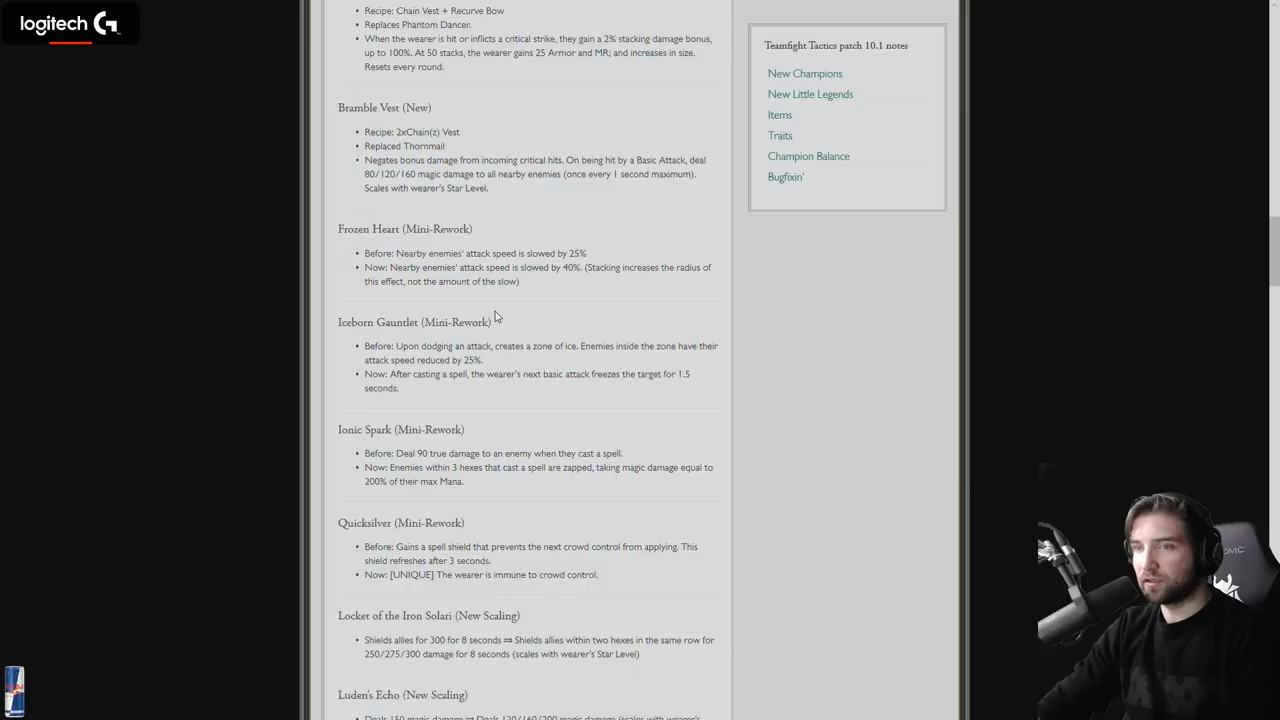 logitech G
Recipe: Chain Vest + Recurve Bow
Replaces Phantom Dancer.
When the wearer is hit or inflicts a critical strike, they gain a 2% stacking damage bonus,
up to 100%. At 50 stacks, the wearer gains 25 Armor and MR; and increases in size.
Resets every round.
Bramble Vest (New)
Recipe: 2xChain(z) Vest
Replaced Thornmail
Negates bonus damage from incoming critical hits. On being hit by a Basic Attack, deal
80/120/160 magic damage to all nearby enemies (once every 1 second maximum).
Scales with wearer's Star Level.
Frozen Heart (Mini-Rework)
Before: Nearby enemies' attack speed is slowed by 25%
Now: Nearby enemies' attack speed is slowed by 40%. (Stacking increases the radius of
this effect, not the amount of the slow)
Iceborn Gauntlet (Mini-Rework)
Before: Upon dodging an attack, creates a zone of ice. Enemies inside the zone have their
attack speed reduced by 25%.
Now: After casting a spell, the wearer's next basic attack freezes the target for 1.5
seconds.
Ionic Spark (Mini-Rework)
Before: Deal 90 true damage to an enemy when they cast a spell.
Now: Enemies within 3 hexes that cast a spell are zapped, taking magic damage equal to
200% of their max Mana.
Quicksilver (Mini-Rework)
Before: Gains a spell shield that prevents the next crowd control from applying. This
shield refreshes after 3 seconds.
Now: [UNIQUE] The wearer is immune to crowd control.
Locket of the Iron Solari (New Scaling)
Shields allies for 300 for 8 seconds ⇒ Shields allies within two hexes in the same row for
250/275/300 damage for 8 seconds (scales with wearer's Star Level)
Luden's Echo (New Scaling)
Deals 150 magic damage ⇒ Deals 120/160/200 magic damage (scales with wearer's
Teamfight Tactics patch 10.1 notes
New Champions
New Little Legends
Items
Traits
Champion Balance
Bugfixin'